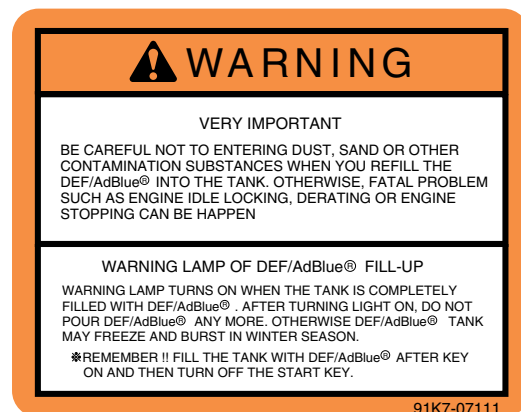 WARNING
VERY IMPORTANT
BE CAREFUL NOT TO ENTERING DUST, SAND OR OTHER
CONTAMINATION SUBSTANCES WHEN YOU REFILL THE
DEF/AdBlue® INTO THE TANK. OTHERWISE, FATAL PROBLEM
SUCH AS ENGINE IDLE LOCKING, DERATING OR ENGINE
STOPPING CAN BE HAPPEN
WARNING LAMP OF DEF/AdBlue® FILL-UP
WARNING LAMP TURNS ON WHEN THE TANK IS COMPLETELY
FILLED WITH DEF/AdBlue® . AFTER TURNING LIGHT ON, DO NOT
POUR DEF/AdBlue® ANY MORE. OTHERWISE DEF/AdBlue® TANK
MAY FREEZE AND BURST IN WINTER SEASON.
※REMEMBER !! FILL THE TANK WITH DEF/AdBlue® AFTER KEY
ON AND THEN TURN OFF THE START KEY.
91K7-07111